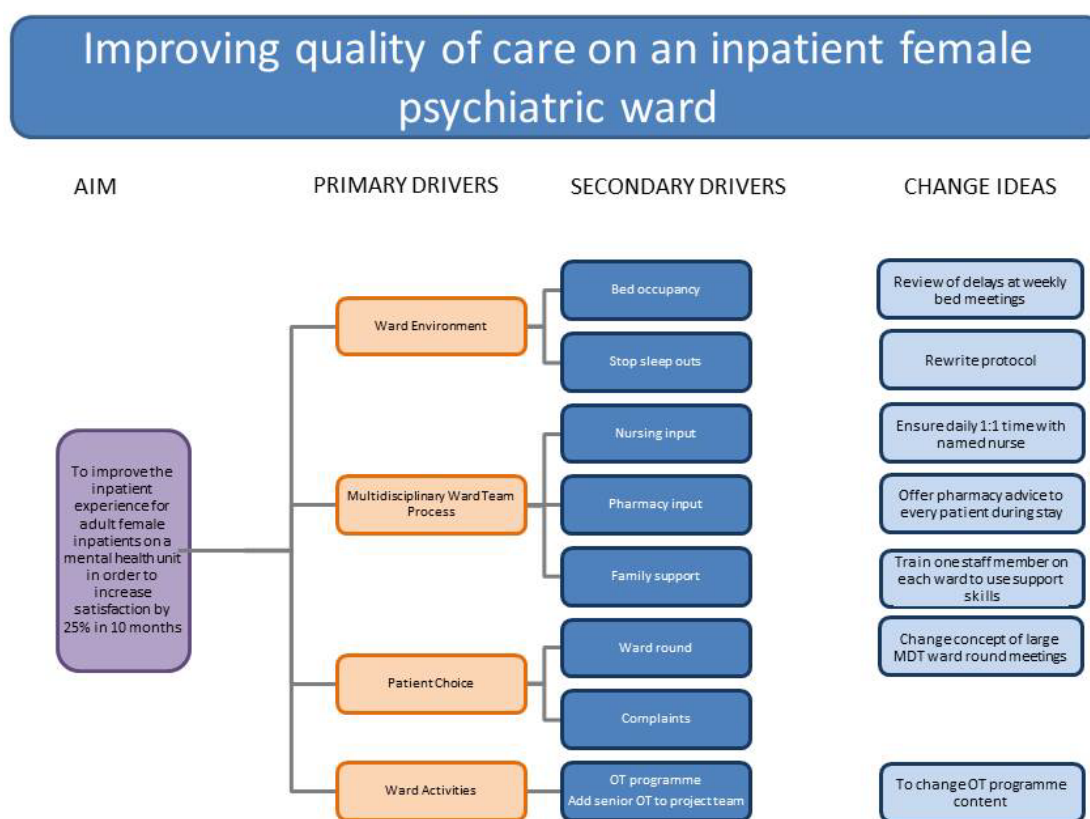 Improving quality of care on an inpatient female
psychiatric ward
AIM
PRIMARY DRIVERS
SECONDARY DRIVERS
CHANGE IDEAS
To improve the
inpatient
experience for
adult female
inpatients on a
mental health unit
in order to
increase
satisfaction by
25% in 10 months
Ward Environment
Multidisciplinary Ward Team
Process
Patient Choice
Ward Activities
Bed occupancy
Stop sleep outs
Nursing input
Pharmacy input
Family support
Ward round
Complaints
OT programme
Add senior OT to project team
Review of delays at weekly
bed meetings
Rewrite protocol
Ensure daily 1:1 time with
named nurse
Offer pharmacy advice to
every patient during stay
Train one staff member on
each ward to use support
skills
Change concept of large
MDT ward round meetings
To change OT programme
content